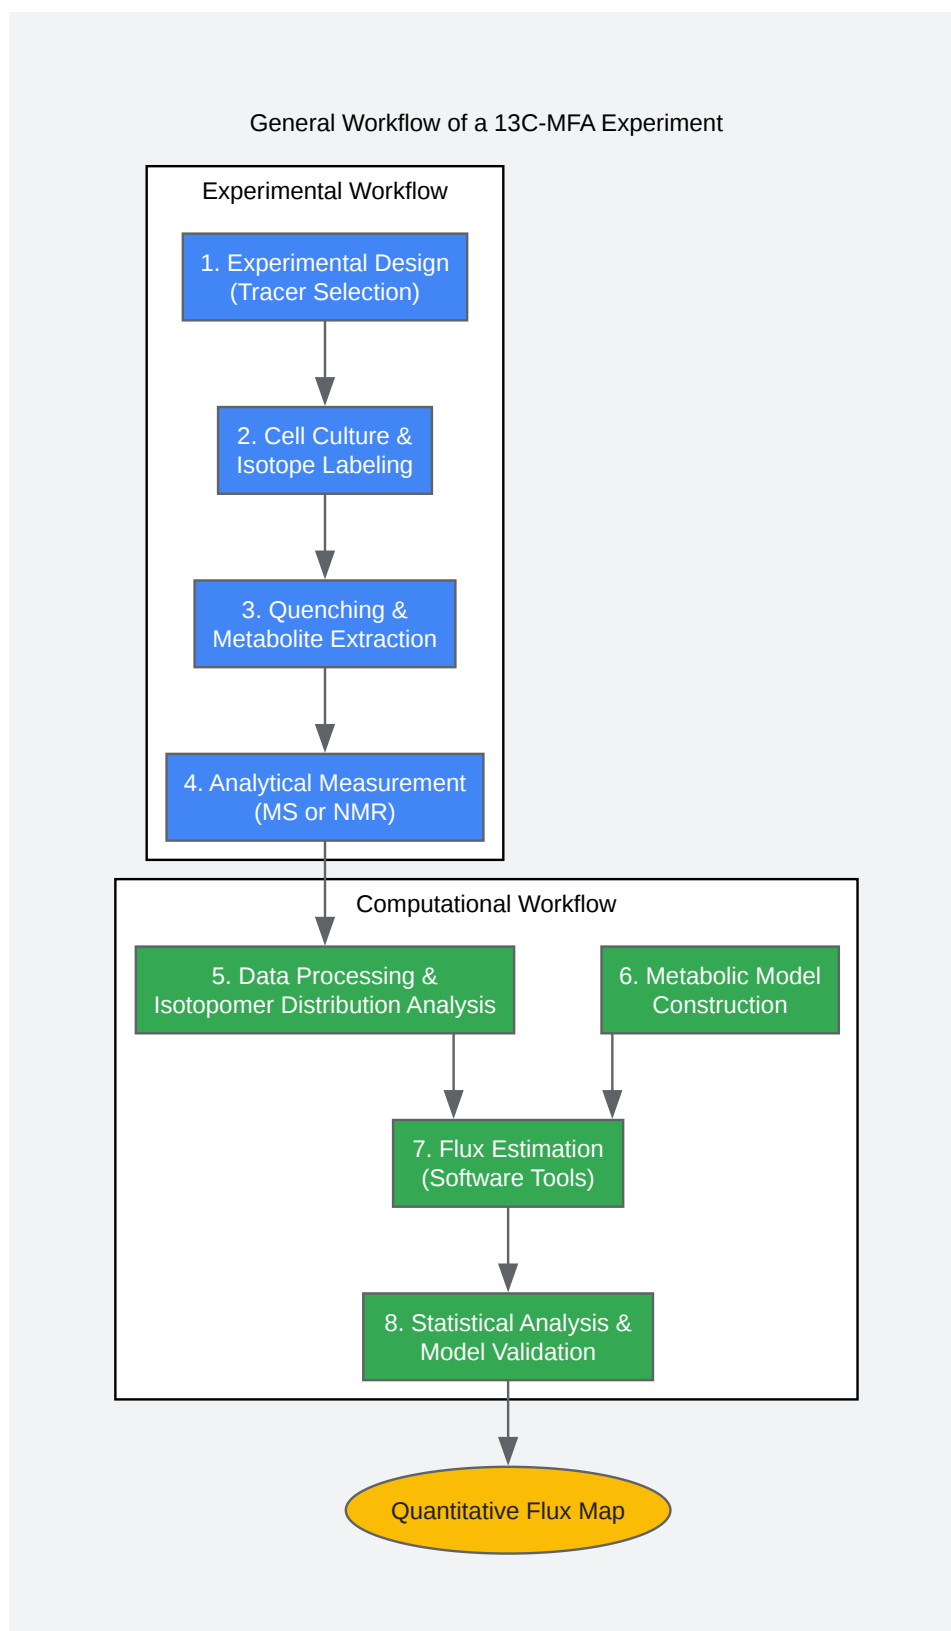 General Workflow of a 13C-MFA Experiment
Experimental Workflow
1. Experimental Design
(Tracer Selection)
2. Cell Culture &
Isotope Labeling
3. Quenching &
Metabolite Extraction
4. Analytical Measurement
(MS or NMR)
Computational Workflow
5. Data Processing &
Isotopomer Distribution Analysis
6. Metabolic Model
Construction
7. Flux Estimation
(Software Tools)
8. Statistical Analysis &
Model Validation
Quantitative Flux Map